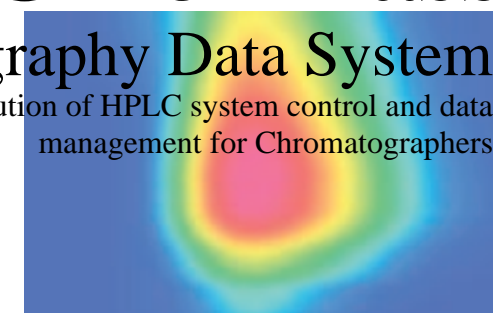 graphy Data System
ution of HPLC system control and data
management for Chromatographers